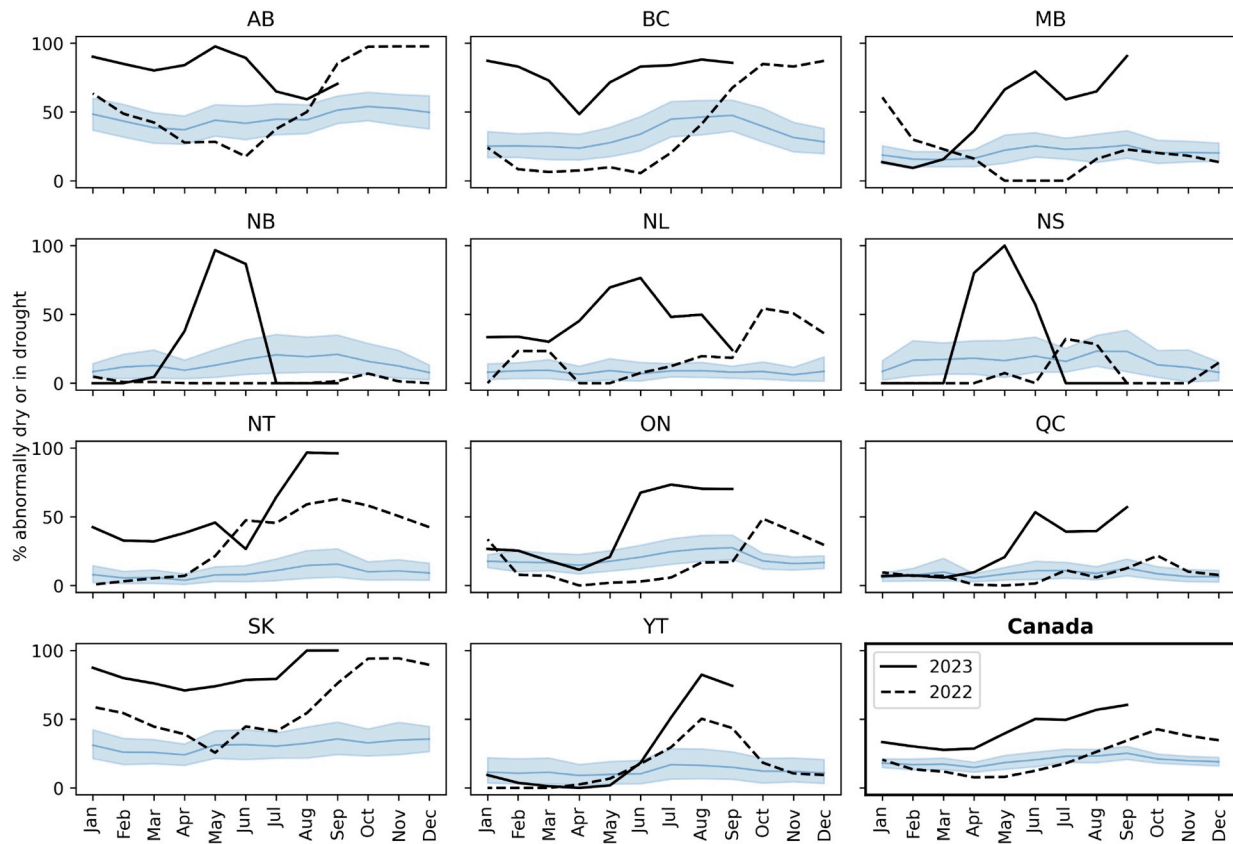 AB
BC
MB
100
50
0
NB
NL
NS
100
50
0
% abnormally dry or in drought
NT
ON
QC
100
50
0
SK
YT
Canada
100
50
0
2023
2022
Jan Feb Mar Apr May Jun Jul Aug Sep Oct Nov Dec
Jan Feb Mar Apr May Jun Jul Aug Sep Oct Nov Dec
Jan Feb Mar Apr May Jun Jul Aug Sep Oct Nov Dec